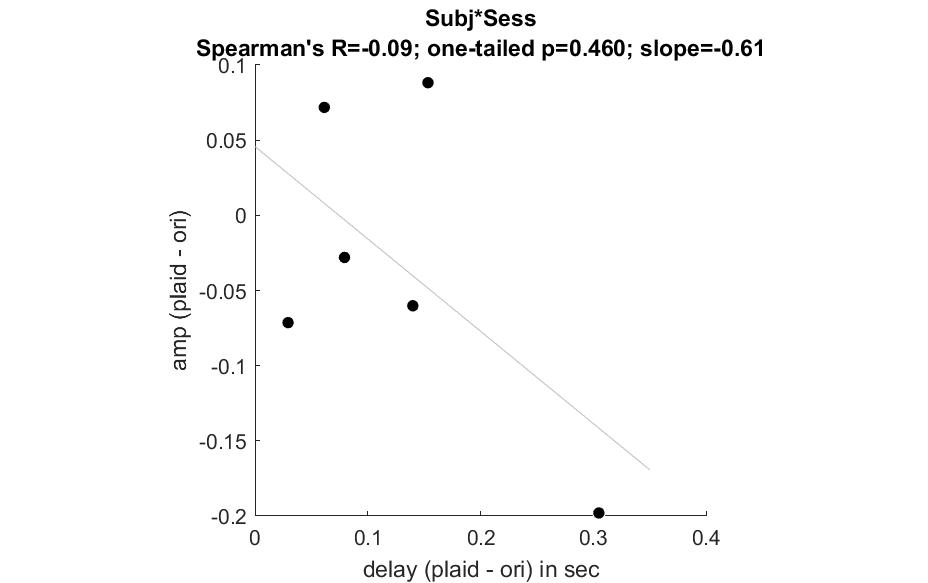 Subj*Sess
Spearman's R=-0.09; one-tailed p=0.460; slope=-0.61
0.1
0.05
0
-0.05
-0.1
-0.15
-0.2
amp (plaid - ori)
0 0.1 0.2 0.3 0.4
delay (plaid - ori) in sec